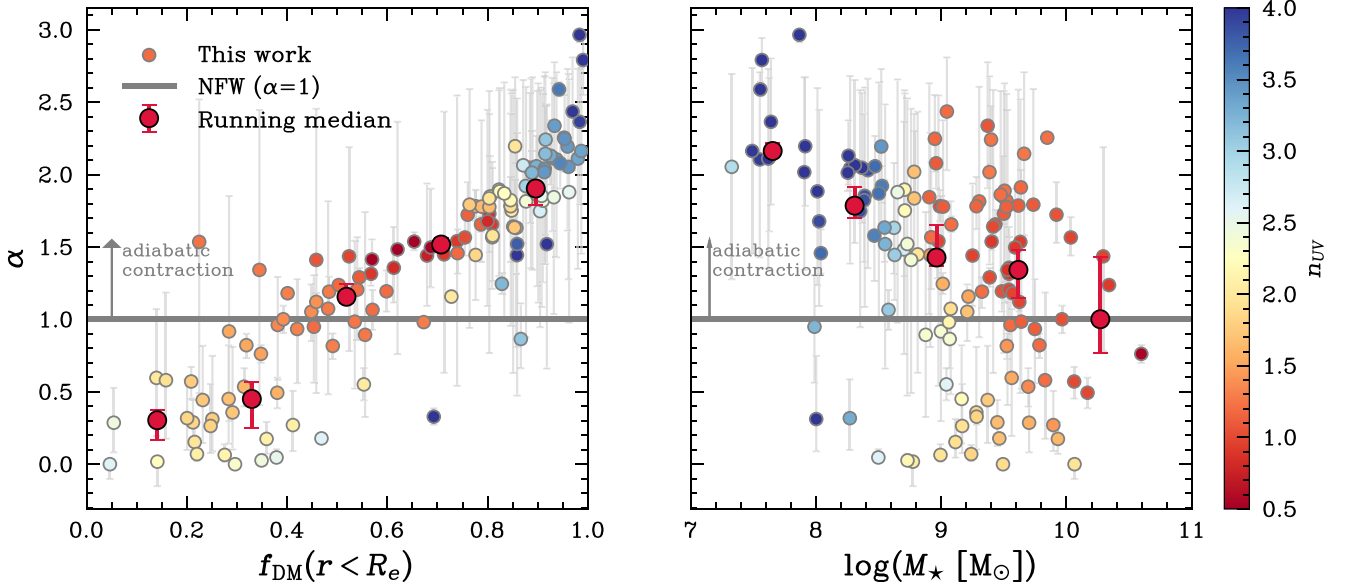 3.0
2.5
2.0
1.5
1.0
0.5
0.0
α
This work
NFW (α=1)
Running median
adiabatic
contraction
0.0 0.2 0.4 0.6 0.8 1.0
f_DM(r < R_e)
adiabatic
contraction
7 8 9 10 11
log(M_⋆ [M_⊙])
4.0
3.5
3.0
2.5
2.0
1.5
1.0
0.5
n_UV